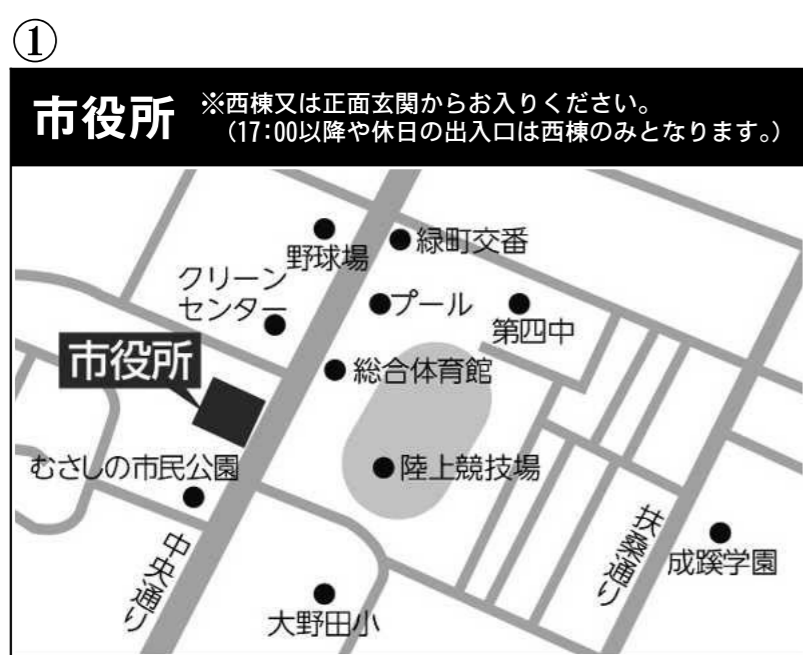 ①
市役所
※西棟又は正面玄関からお入りください。
（17：00以降や休日の出入口は西棟のみとなります。）
野球場
緑町交番
クリーン
センター
プール
第四中
市役所
総合体育館
むさしの市民公園
陸上競技場
中央通り
扶桑通り
成蹊学園
大野田小